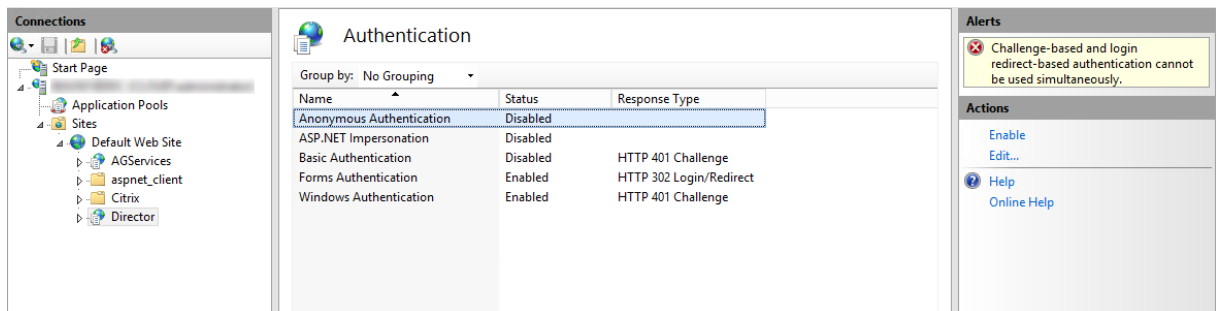 Connections
Start Page
Application Pools
Sites
Default Web Site
AGServices
aspnet_client
Citrix
Director
Authentication
Group by: No Grouping
Name Status Response Type
Anonymous Authentication Disabled
ASP.NET Impersonation Disabled
Basic Authentication Disabled HTTP 401 Challenge
Forms Authentication Enabled HTTP 302 Login/Redirect
Windows Authentication Enabled HTTP 401 Challenge
Alerts
Challenge-based and login
redirect-based authentication cannot
be used simultaneously.
Actions
Enable
Edit...
Help
Online Help